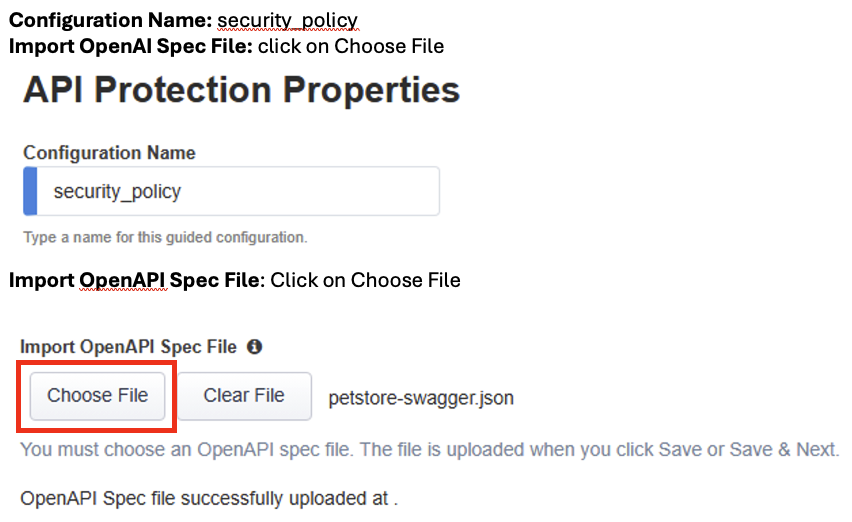 Configuration Name: security_policy
Import OpenAI Spec File: click on Choose File
API Protection Properties
Configuration Name
security_policy
Type a name for this guided configuration.
Import OpenAPI Spec File: Click on Choose File
Import OpenAPI Spec File
Choose File Clear File petstore-swagger.json
You must choose an OpenAPI spec file. The file is uploaded when you click Save or Save & Next.
OpenAPI Spec file successfully uploaded at .